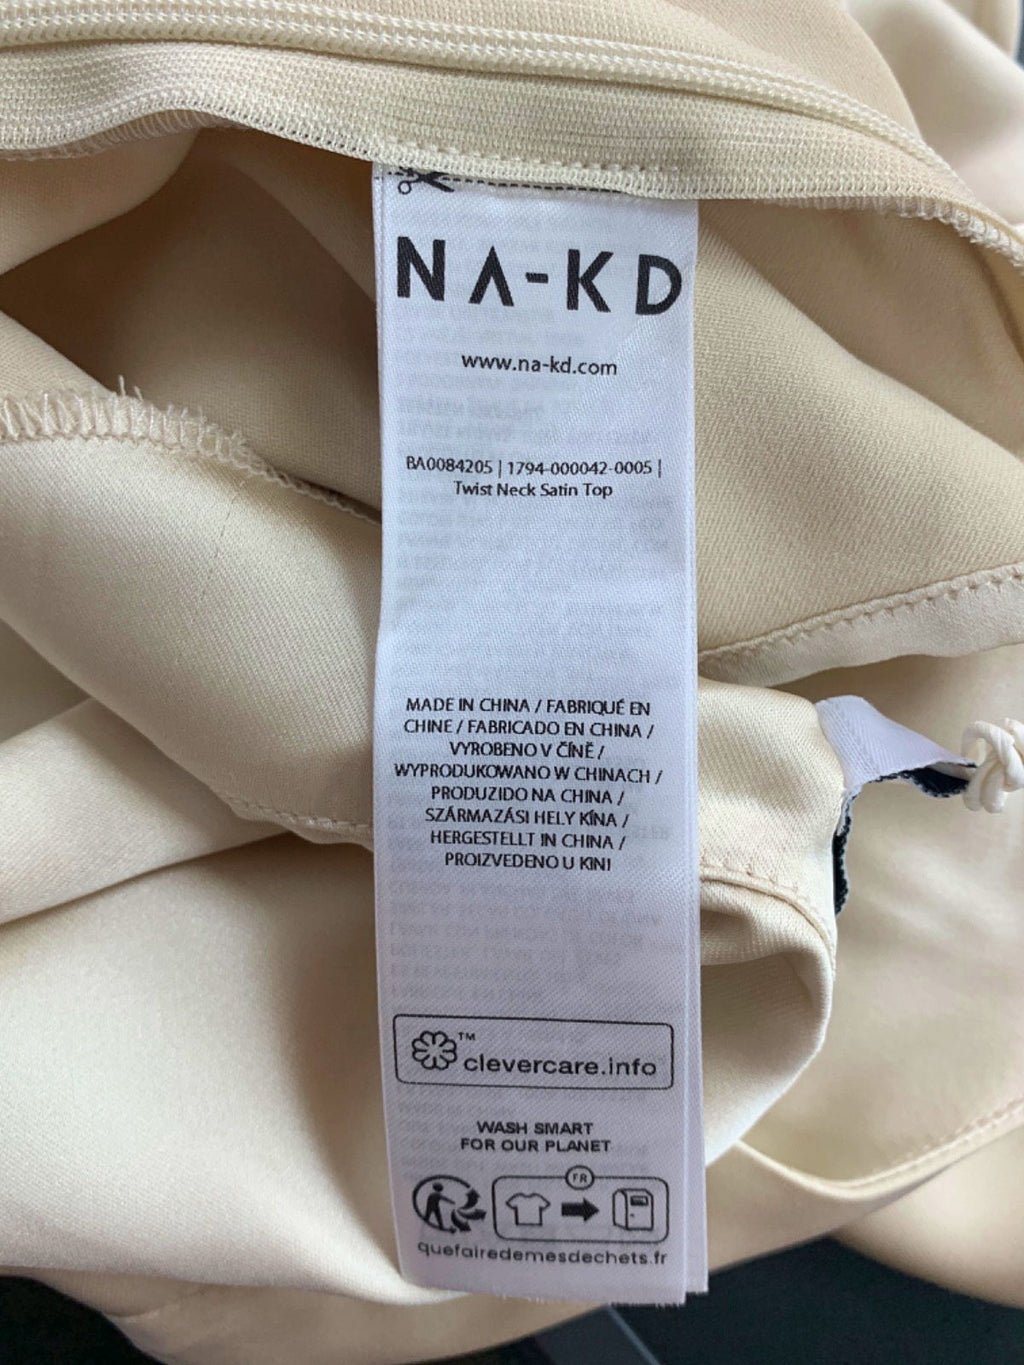 NA-KD
www.na-kd.com
BA0084205 | 1794-000042-0005 |
Twist Neck Satin Top
MADE IN CHINA / FABRIQUÉ EN
CHINE / FABRICADO EN CHINA /
VYROBENO V ČÍNĚ /
WYPRODUKOWANO W CHINACH /
PRODUZIDO NA CHINA /
SZÁRMAZÁSI HELY KÍNA /
HERGESTELLT IN CHINA /
PROIZVEDENO U KINI
™
clevercare.info
WASH SMART
FOR OUR PLANET
FR
quefairedemesdechets.fr